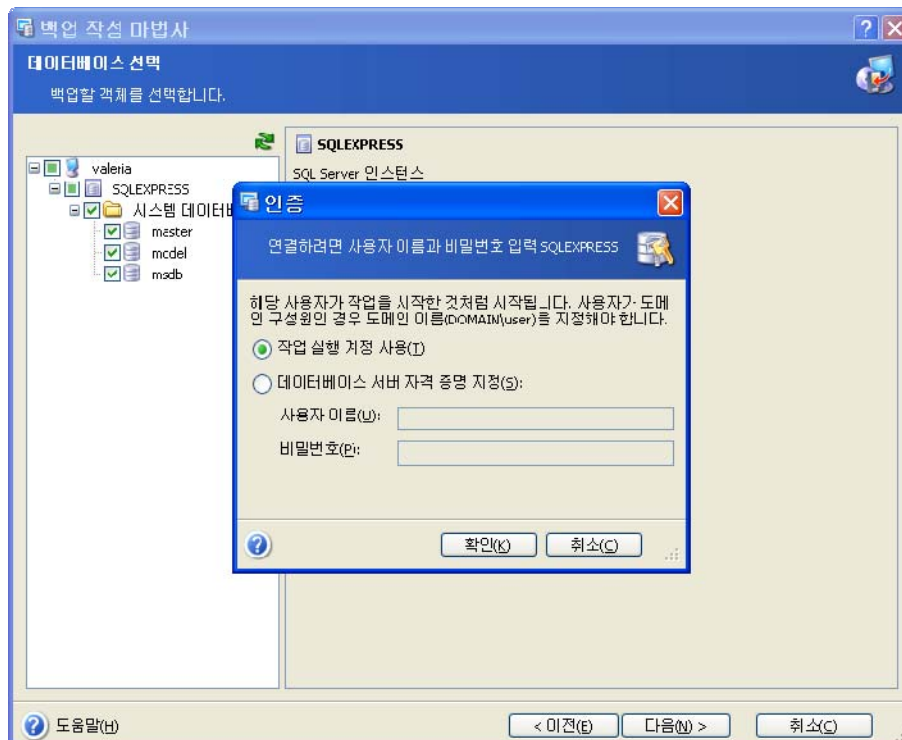 백업 작성 마법사
데이터베이스 선택
백업할 객체를 선택합니다.
valeria
SQLEXPRESS
시스템 데이터베
master
model
msdb
SQLEXPRESS
SQL Server 인스턴스
인증
연결하려면 사용자 이름과 비밀번호 입력 SQLEXPRESS
해당 사용자가 작업을 시작한 것처럼 시작됩니다. 사용자가 도메
인 구성원인 경우 도메인 이름(DOMAIN\user)를 지정해야 합니다.
작업 실행 계정 사용(T)
데이터베이스 서버 자격 증명 지정(S):
사용자 이름(U):
비밀번호(P):
확인(K)
취소(C)
도움말(H)
< 이전(E)
다음(N) >
취소(C)